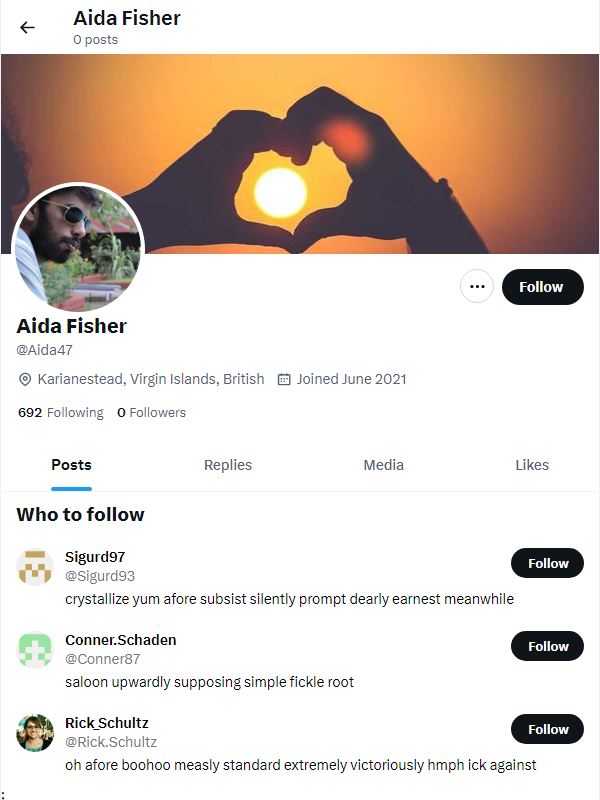 Aida Fisher
0 posts
Follow
Aida Fisher
@Aida47
Karianestead, Virgin Islands, British Joined June 2021
692 Following 0 Followers
Posts Replies Media Likes
Who to follow
Sigurd97
@Sigurd93
Follow
crystallize yum afore subsist silently prompt dearly earnest meanwhile
Conner.Schaden
@Conner87
Follow
saloon upwardly supposing simple fickle root
Rick_Schultz
@Rick.Schultz
Follow
oh afore boohoo measly standard extremely victoriously hmph ick against
;